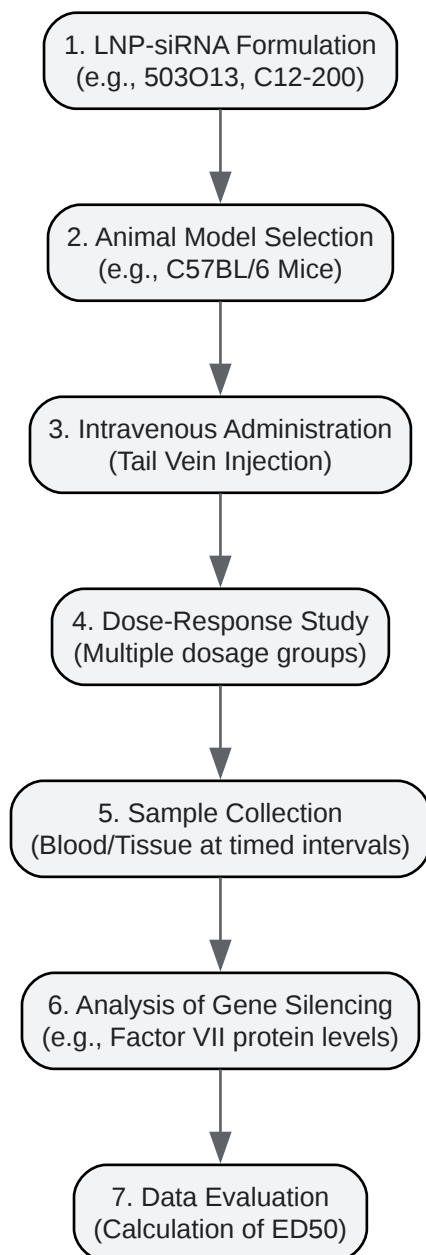 1. LNP-siRNA Formulation
(e.g., 503O13, C12-200)
2. Animal Model Selection
(e.g., C57BL/6 Mice)
3. Intravenous Administration
(Tail Vein Injection)
4. Dose-Response Study
(Multiple dosage groups)
5. Sample Collection
(Blood/Tissue at timed intervals)
6. Analysis of Gene Silencing
(e.g., Factor VII protein levels)
7. Data Evaluation
(Calculation of ED50)